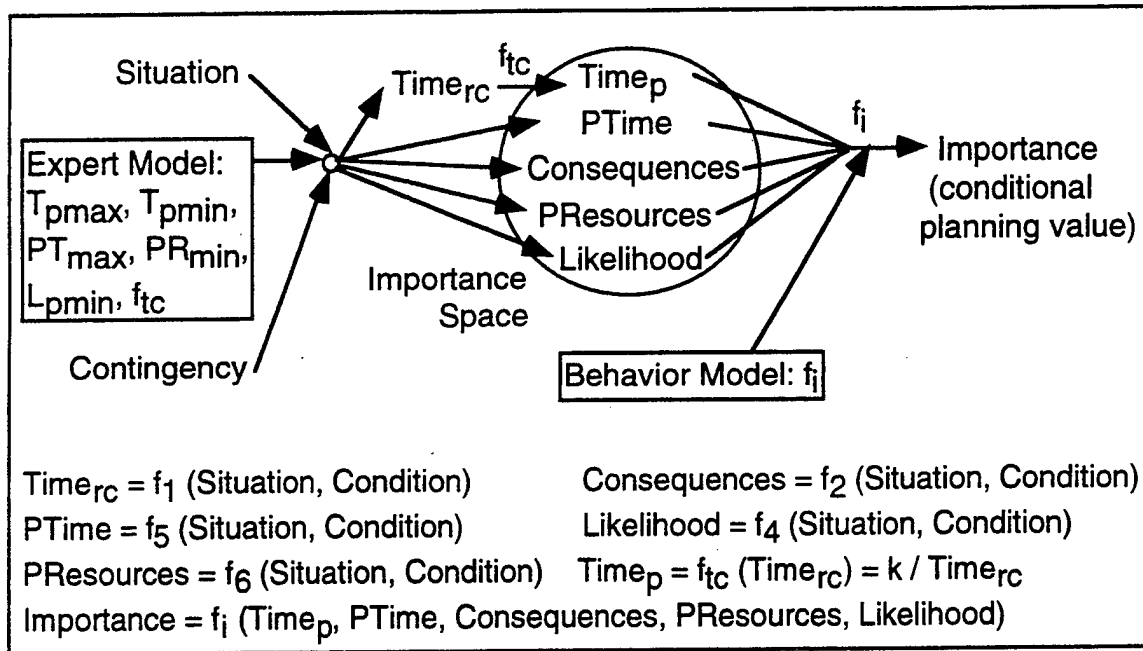 Situation
Time_rc
f_tc
Time_p
PTime
Consequences
PResources
Likelihood
f_i
Importance
(conditional
planning value)
Expert Model:
T_pmax, T_pmin,
PT_max, PR_min,
L_pmin, f_tc
Importance
Space
Contingency
Behavior Model: f_i
Time_rc = f_1 (Situation, Condition)
Consequences = f_2 (Situation, Condition)
PTime = f_5 (Situation, Condition)
Likelihood = f_4 (Situation, Condition)
PResources = f_6 (Situation, Condition)
Time_p = f_tc (Time_rc) = k / Time_rc
Importance = f_i (Time_p, PTime, Consequences, PResources, Likelihood)